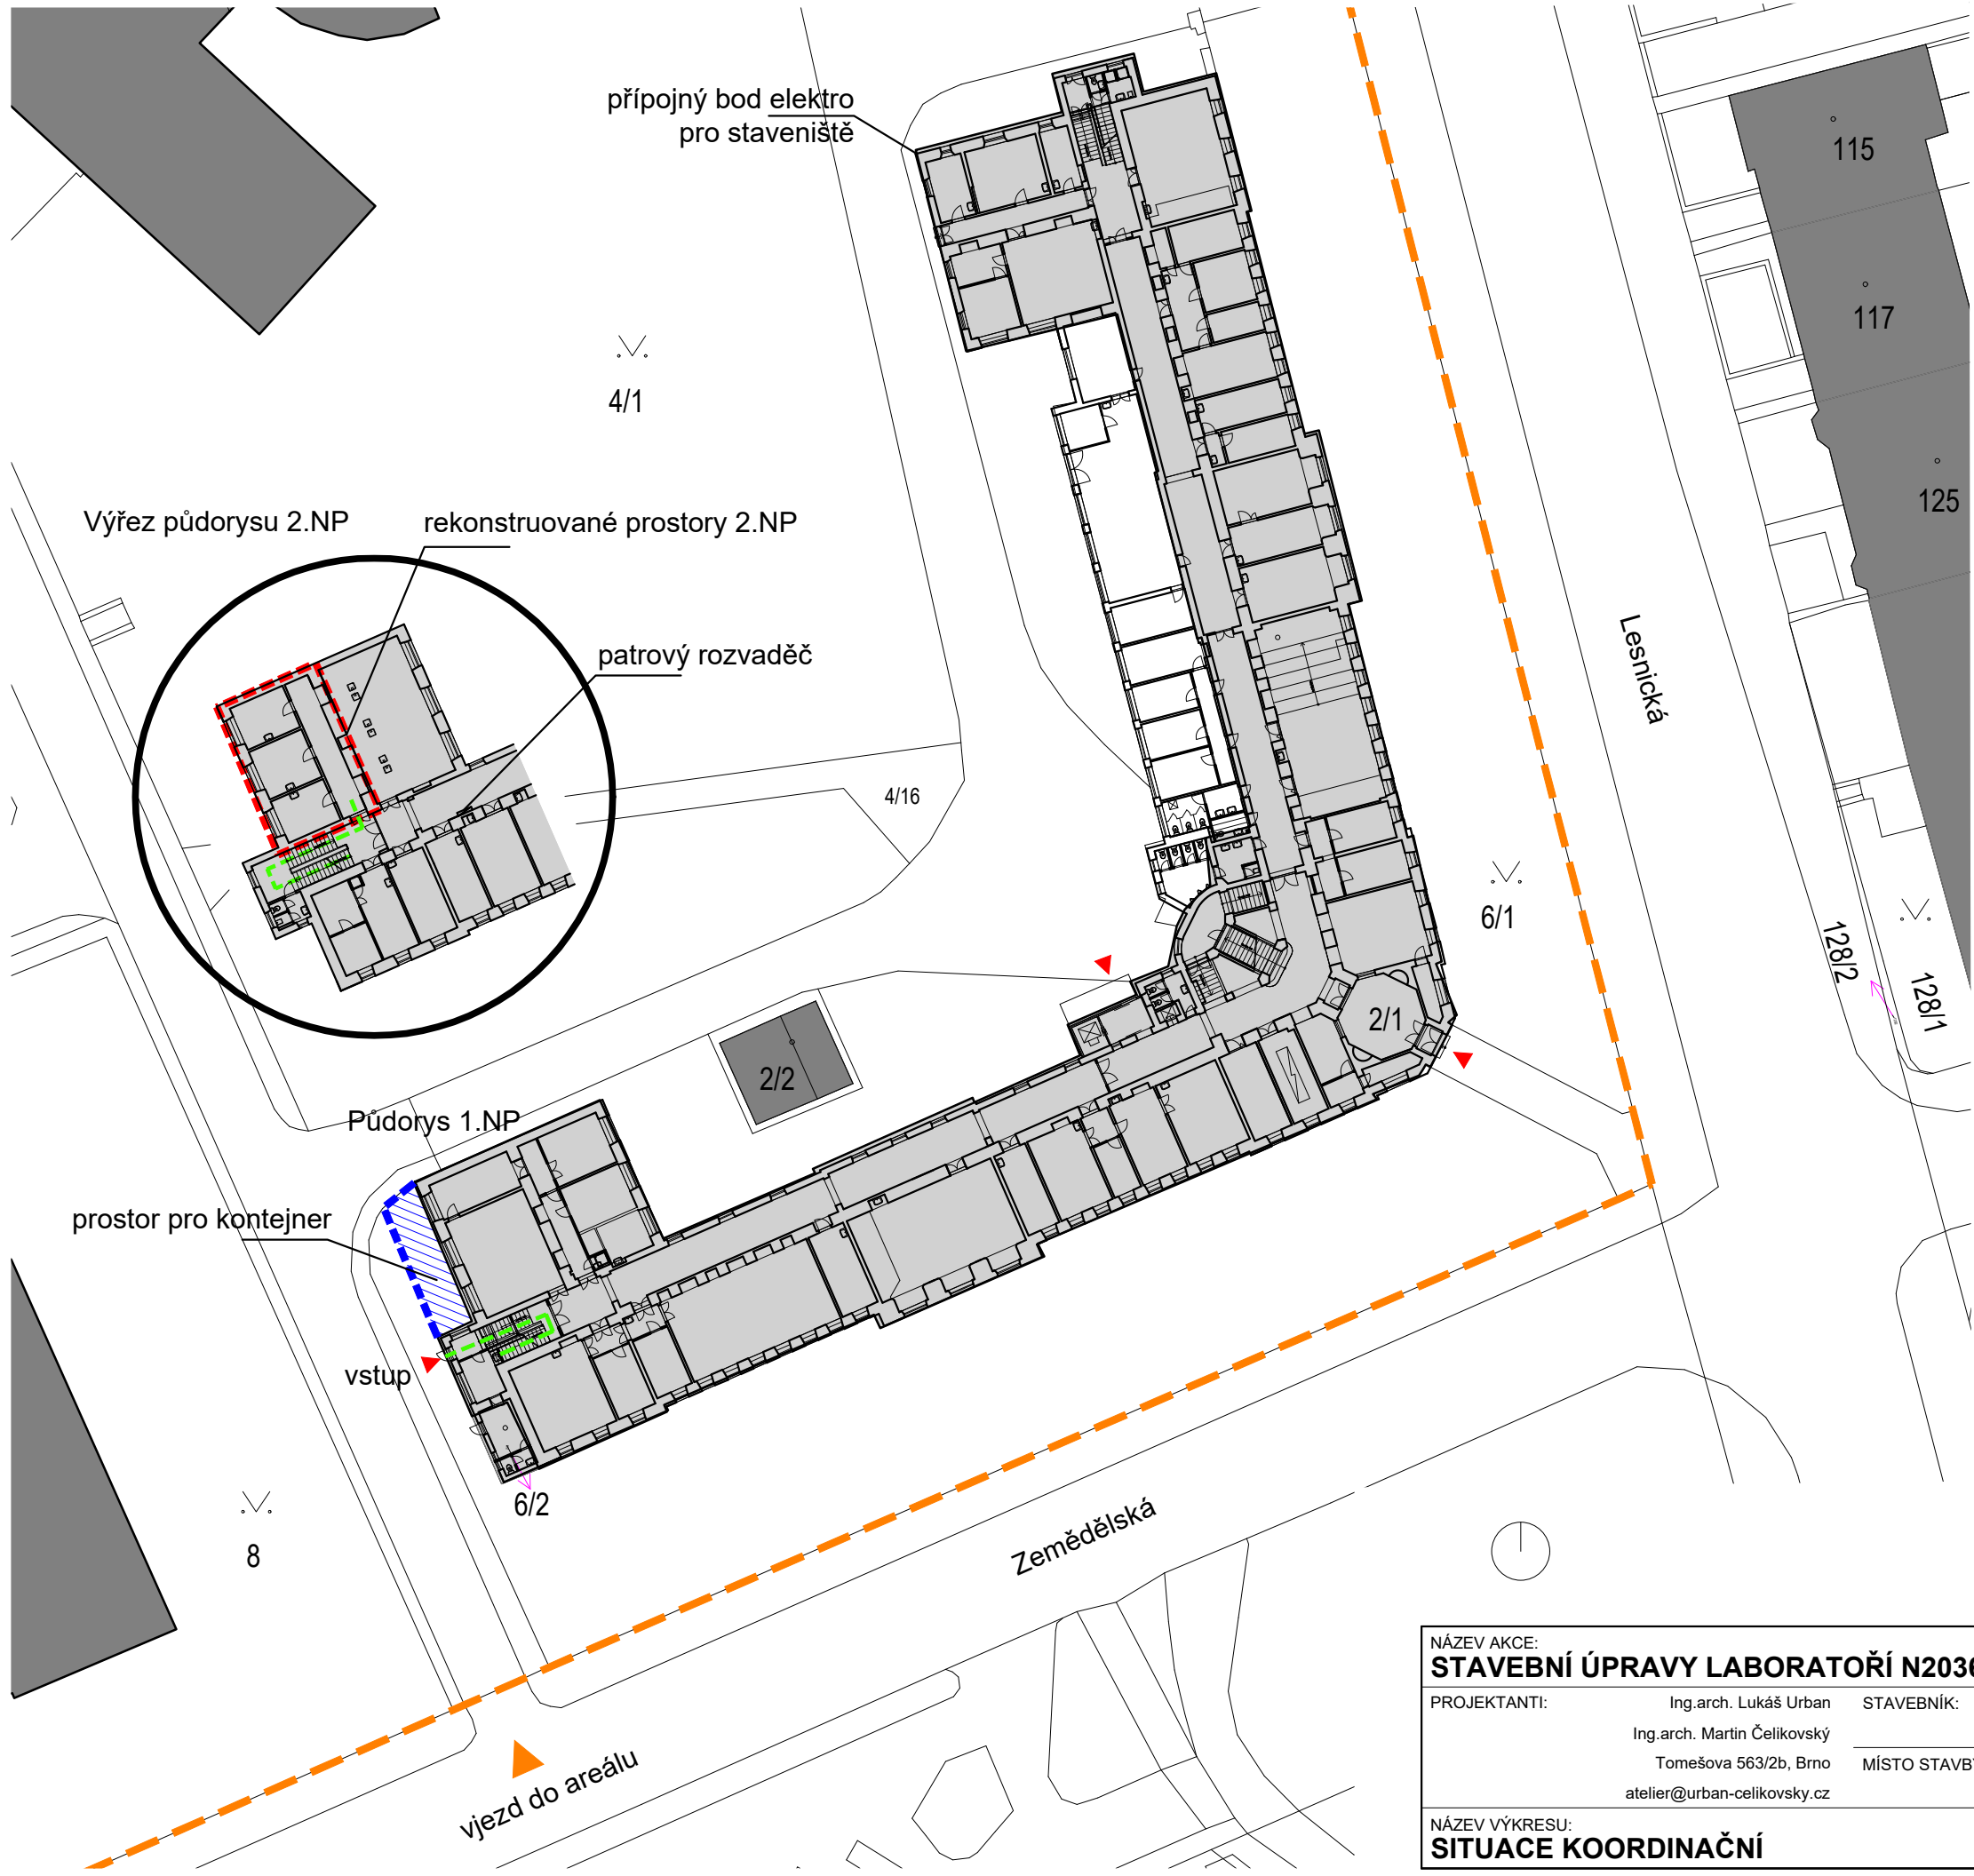 přípojný bod elektro
pro staveniště
115
117
4/1
125
Výřez půdorysu 2.NP
rekonstruované prostory 2.NP
Lesnická
patrový rozvaděč
4/16
6/1
128/2
128/1
2/1
2/2
Půdorys 1.NP
prostor pro kontejner
vstup
6/2
8
Zemědělská
vjezd do areálu
NÁZEV AKCE:
STAVEBNÍ ÚPRAVY LABORATOŘÍ N2036
PROJEKTANTI: Ing.arch. Lukáš Urban STAVEBNÍK:
Ing.arch. Martin Čelikovský
Tomešova 563/2b, Brno MÍSTO STAVBY
atelier@urban-celikovsky.cz
NÁZEV VÝKRESU:
SITUACE KOORDINAČNÍ